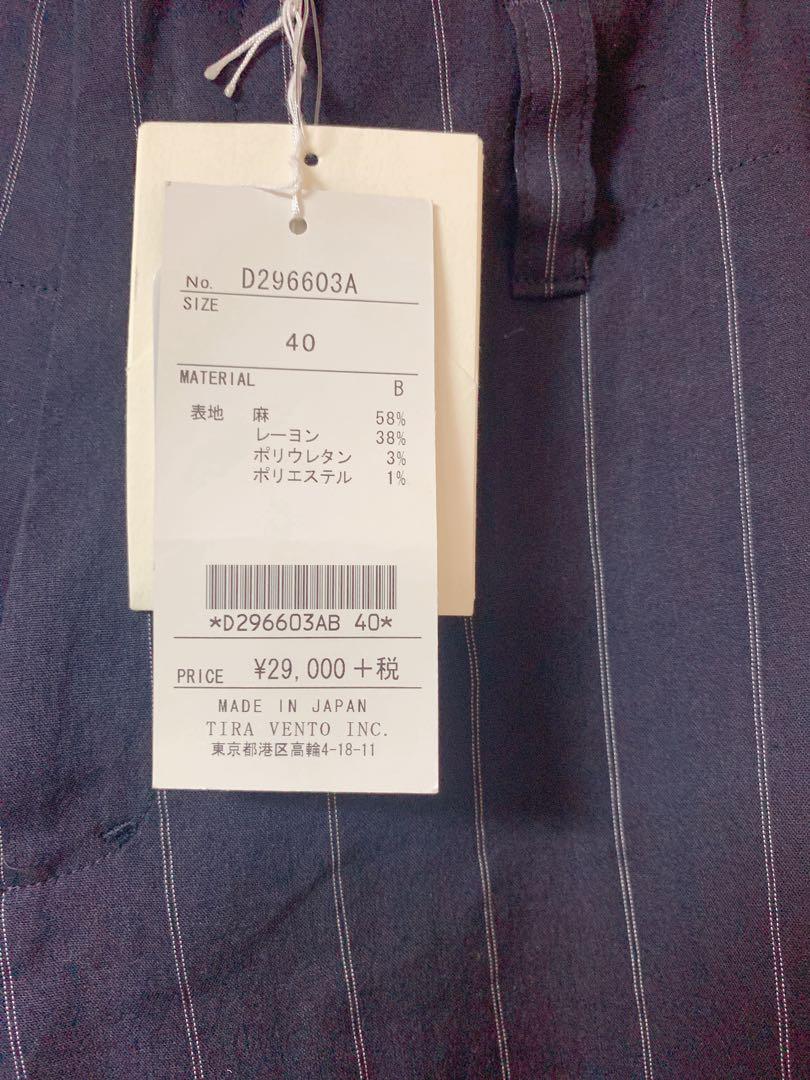 No. D296603A
SIZE
40
MATERIAL B
表地 麻 58%
レーヨン 38%
ポリウレタン 3%
ポリエステル 1%
*D296603AB 40*
PRICE ¥29,000+税
MADE IN JAPAN
TIRA VENTO INC.
東京都港区高輪4-18-11